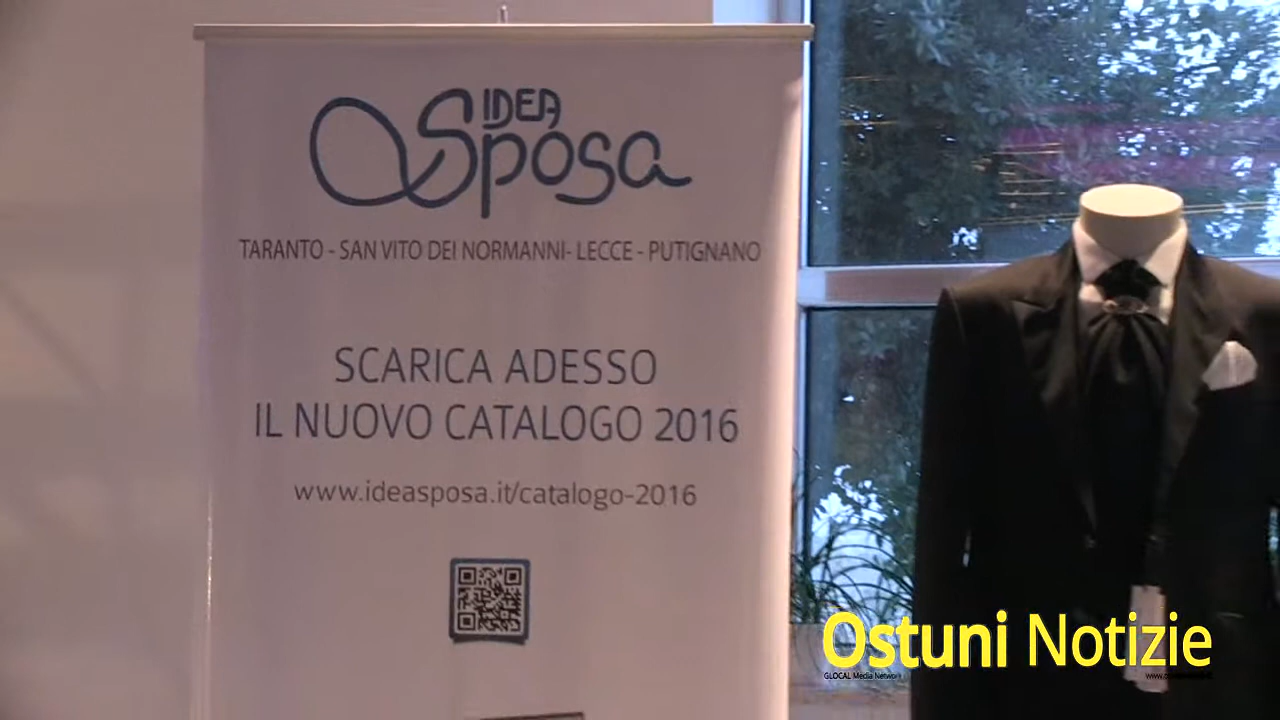 IDEA
Sposa
TARANTO - SAN VITO DEI NORMANNI- LECCE - PUTIGNANO
SCARICA ADESSO
IL NUOVO CATALOGO 2016
www.ideasposa.it/catalogo-2016
Ostuni Notizie
GLOCAL Media Network